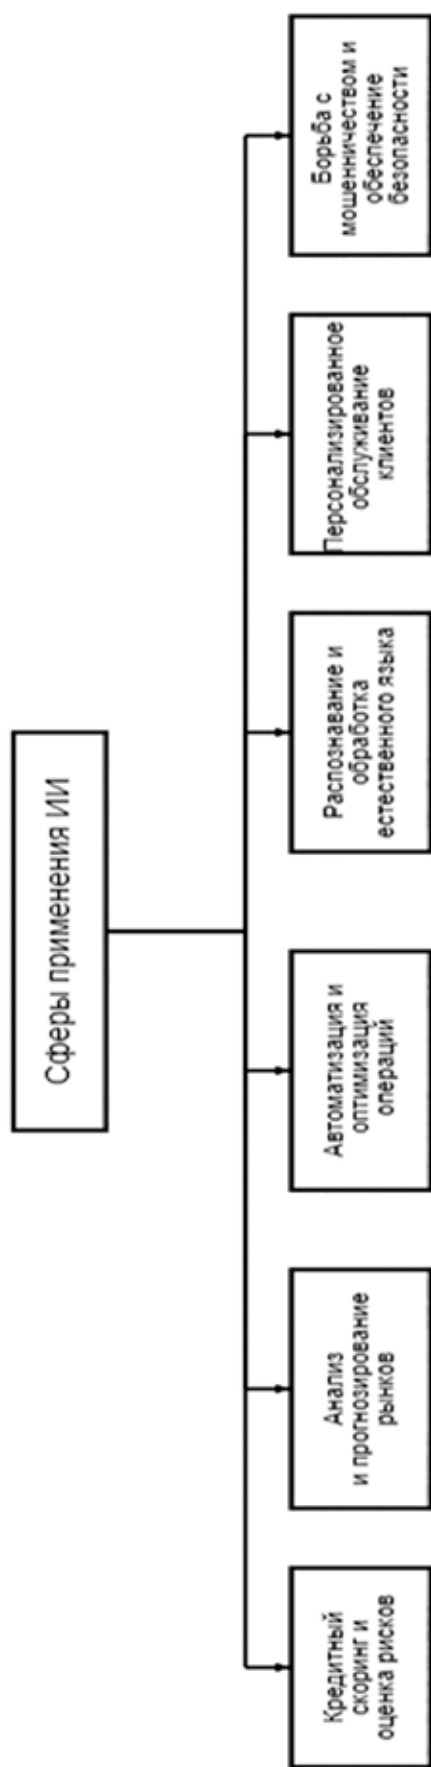 Сферы применения ИИ
Кредитный
скоринг и
оценка рисков
Анализ
и прогнозирование
рынков
Автоматизация и
оптимизация
операций
Распознавание и
обработка
естественного языка
Персонализированное
обслуживание
клиентов
Борьба с
мошенничеством и
обеспечение
безопасности